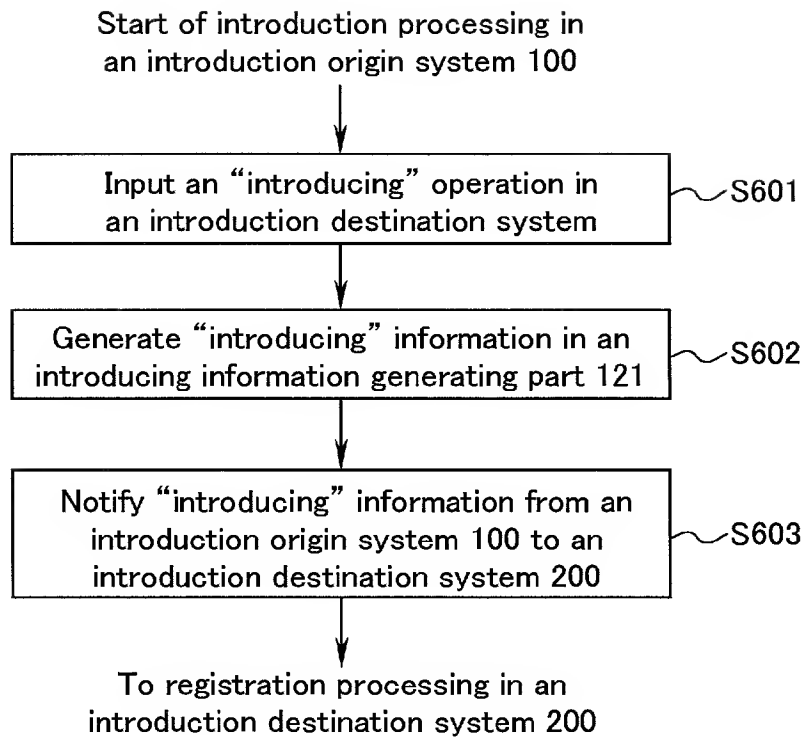 Start of introduction processing in
an introduction origin system 100
Input an “introducing” operation in
an introduction destination system
S601
Generate “introducing” information in an
introducing information generating part 121
S602
Notify “introducing” information from an
introduction origin system 100 to an
introduction destination system 200
S603
To registration processing in an
introduction destination system 200